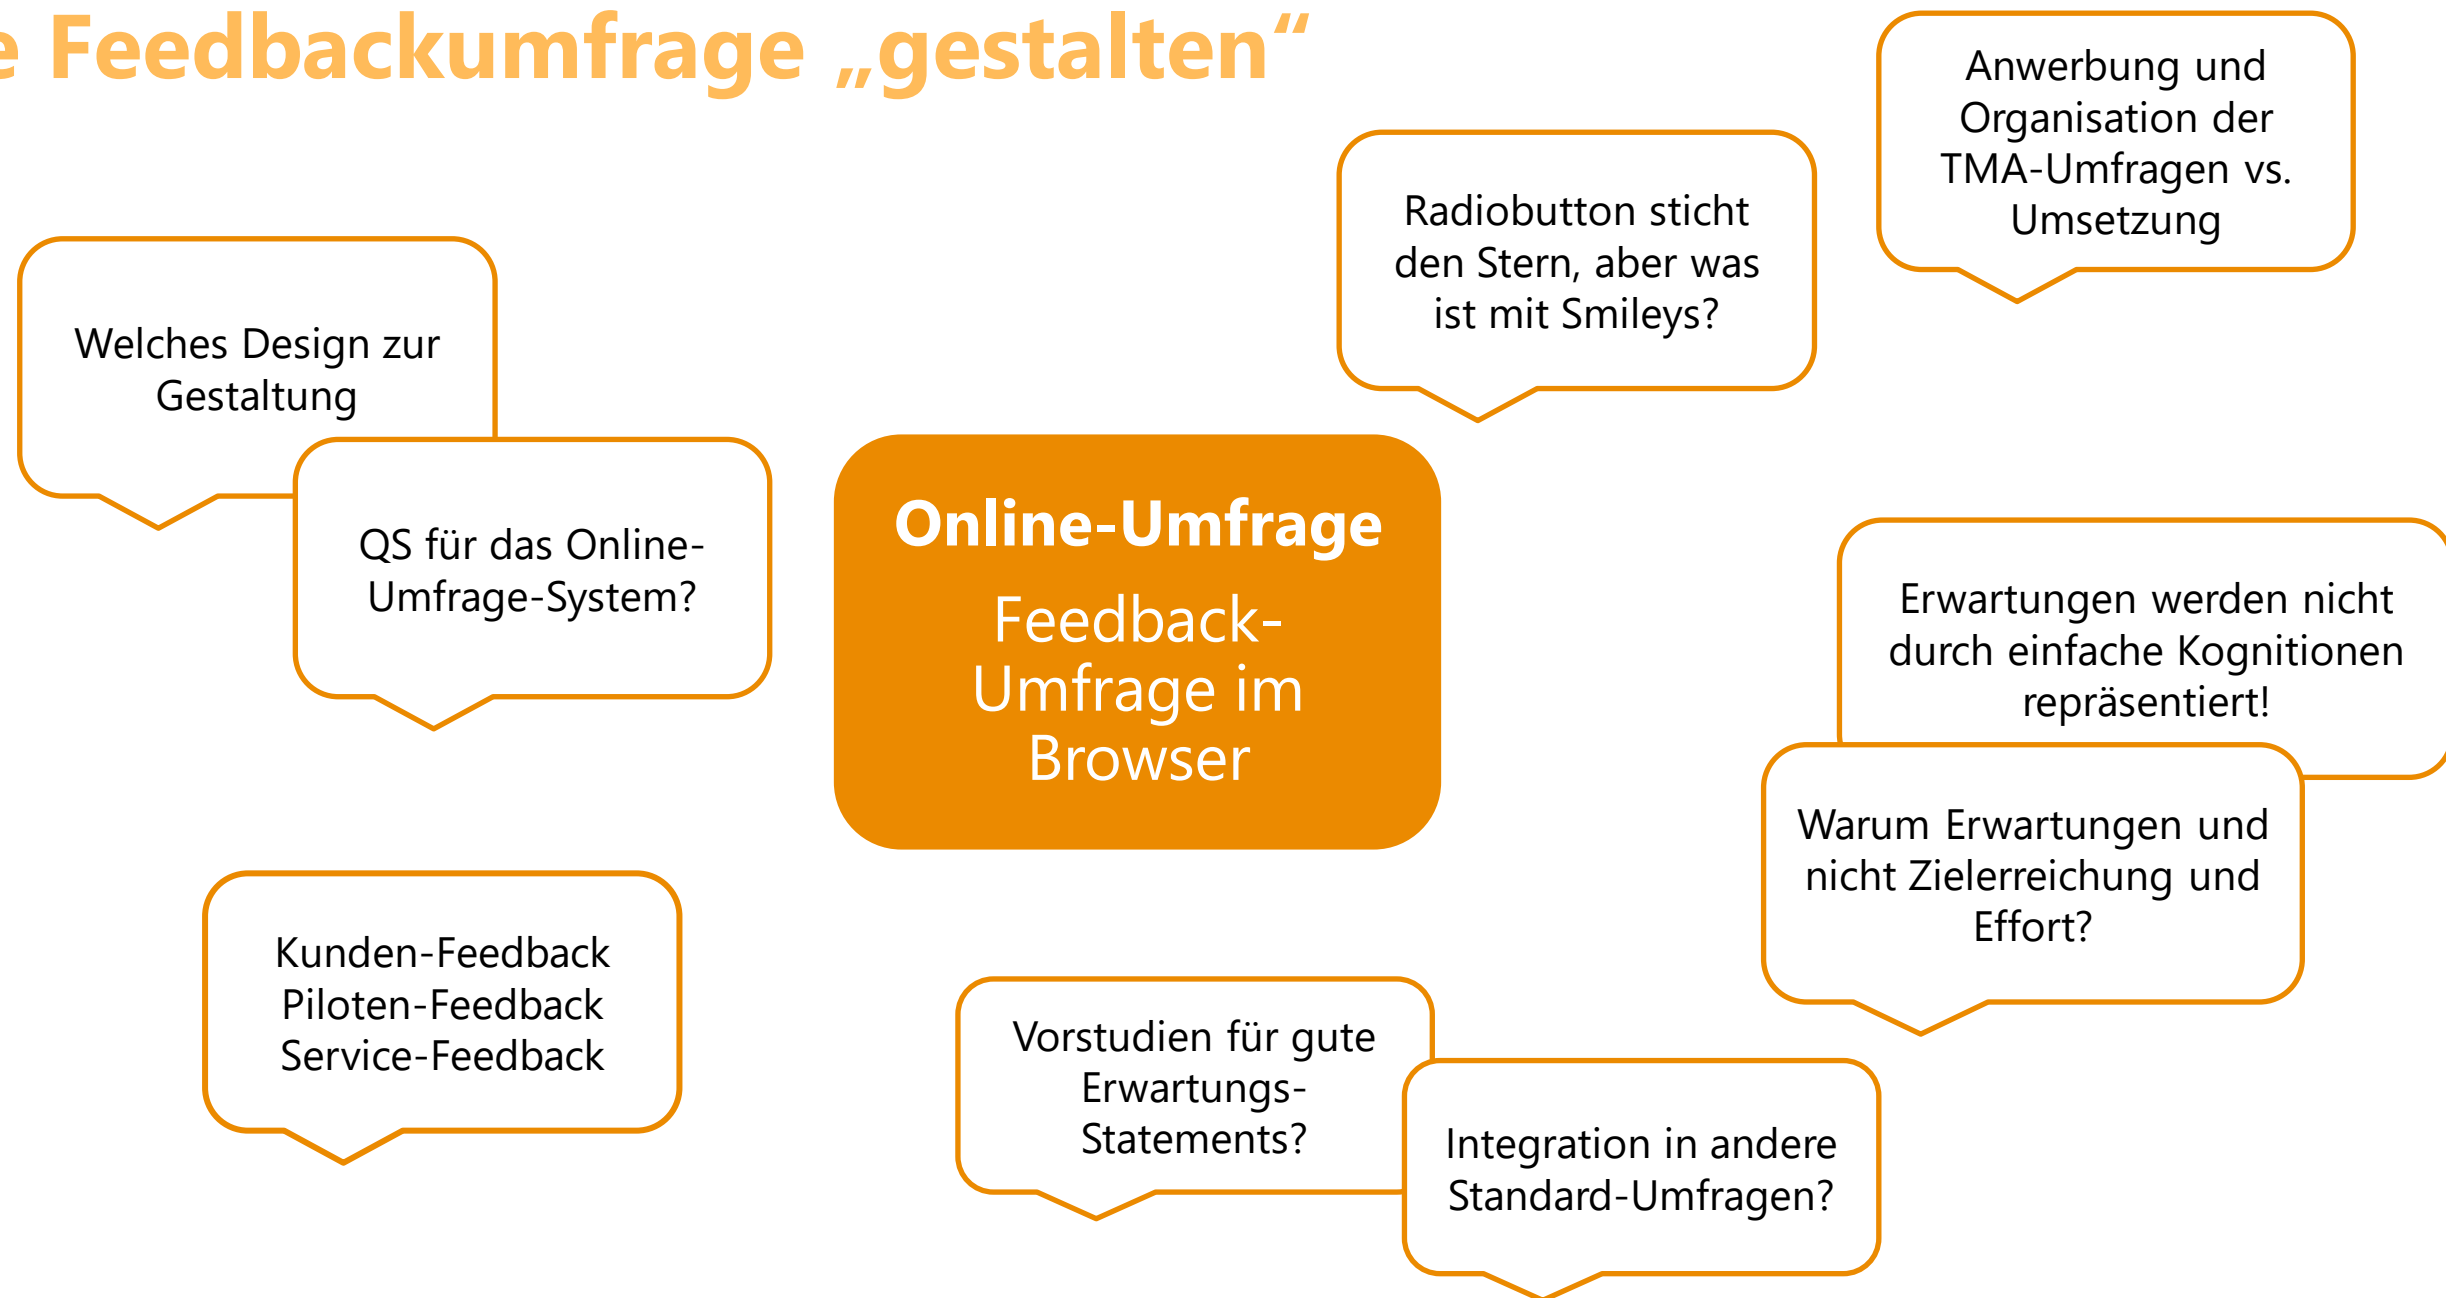 e Feedbackumfrage „gestalten“
Anwerbung und
Organisation der
TMA-Umfragen vs.
Umsetzung
Radiobutton sticht
den Stern, aber was
ist mit Smileys?
Welches Design zur
Gestaltung
QS für das Online-
Umfrage-System?
Online-Umfrage
Feedback-
Umfrage im
Browser
Erwartungen werden nicht
durch einfache Kognitionen
repräsentiert!
Warum Erwartungen und
nicht Zielerreichung und
Effort?
Kunden-Feedback
Piloten-Feedback
Service-Feedback
Vorstudien für gute
Erwartungs-
Statements?
Integration in andere
Standard-Umfragen?